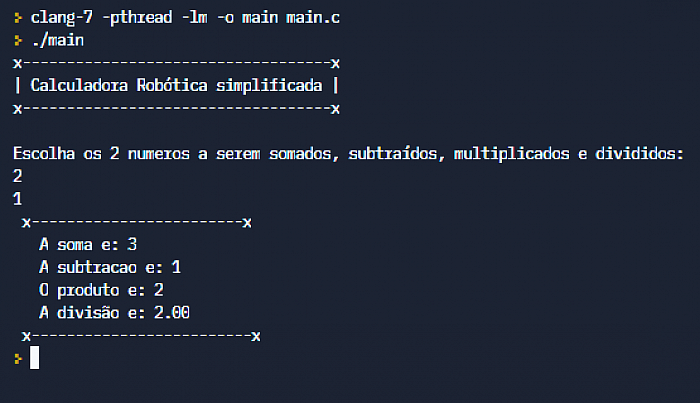 > clang-7 -pthread -lm -o main main.c
> ./main
x-----------------------------------x
| Calculadora Robótica simplificada |
x-----------------------------------x
Escolha os 2 numeros a serem somados, subtraídos, multiplicados e divididos:
2
1
x-----------------------x
A soma e: 3
A subtracao e: 1
O produto e: 2
A divisão e: 2.00
x------------------------x
>